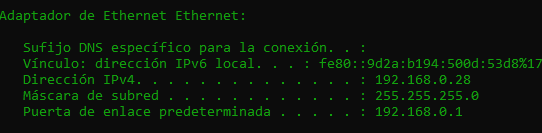 Adaptador de Ethernet Ethernet:
Sufijo DNS específico para la conexión. . :
Vínculo: dirección IPv6 local. . . : fe80::9d2a:b194:500d:53d8%17
Dirección IPv4. . . . . . . . . . . . . . : 192.168.0.28
Máscara de subred . . . . . . . . . . . . : 255.255.255.0
Puerta de enlace predeterminada . . . . . : 192.168.0.1